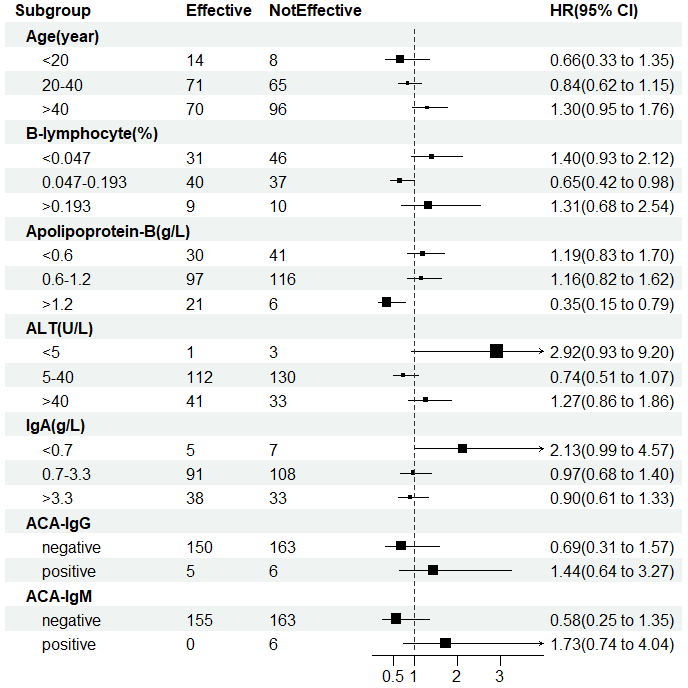 Subgroup Effective NotEffective HR(95% CI)
Age(year)
<20 14 8 0.66(0.33 to 1.35)
20-40 71 65 0.84(0.62 to 1.15)
>40 70 96 1.30(0.95 to 1.76)
B-lymphocyte(%)
<0.047 31 46 1.40(0.93 to 2.12)
0.047-0.193 40 37 0.65(0.42 to 0.98)
>0.193 9 10 1.31(0.68 to 2.54)
Apolipoprotein-B(g/L)
<0.6 30 41 1.19(0.83 to 1.70)
0.6-1.2 97 116 1.16(0.82 to 1.62)
>1.2 21 6 0.35(0.15 to 0.79)
ALT(U/L)
<5 1 3 2.92(0.93 to 9.20)
5-40 112 130 0.74(0.51 to 1.07)
>40 41 33 1.27(0.86 to 1.86)
IgA(g/L)
<0.7 5 7 2.13(0.99 to 4.57)
0.7-3.3 91 108 0.97(0.68 to 1.40)
>3.3 38 33 0.90(0.61 to 1.33)
ACA-IgG
negative 150 163 0.69(0.31 to 1.57)
positive 5 6 1.44(0.64 to 3.27)
ACA-IgM
negative 155 163 0.58(0.25 to 1.35)
positive 0 6 1.73(0.74 to 4.04)
0.5 1 2 3